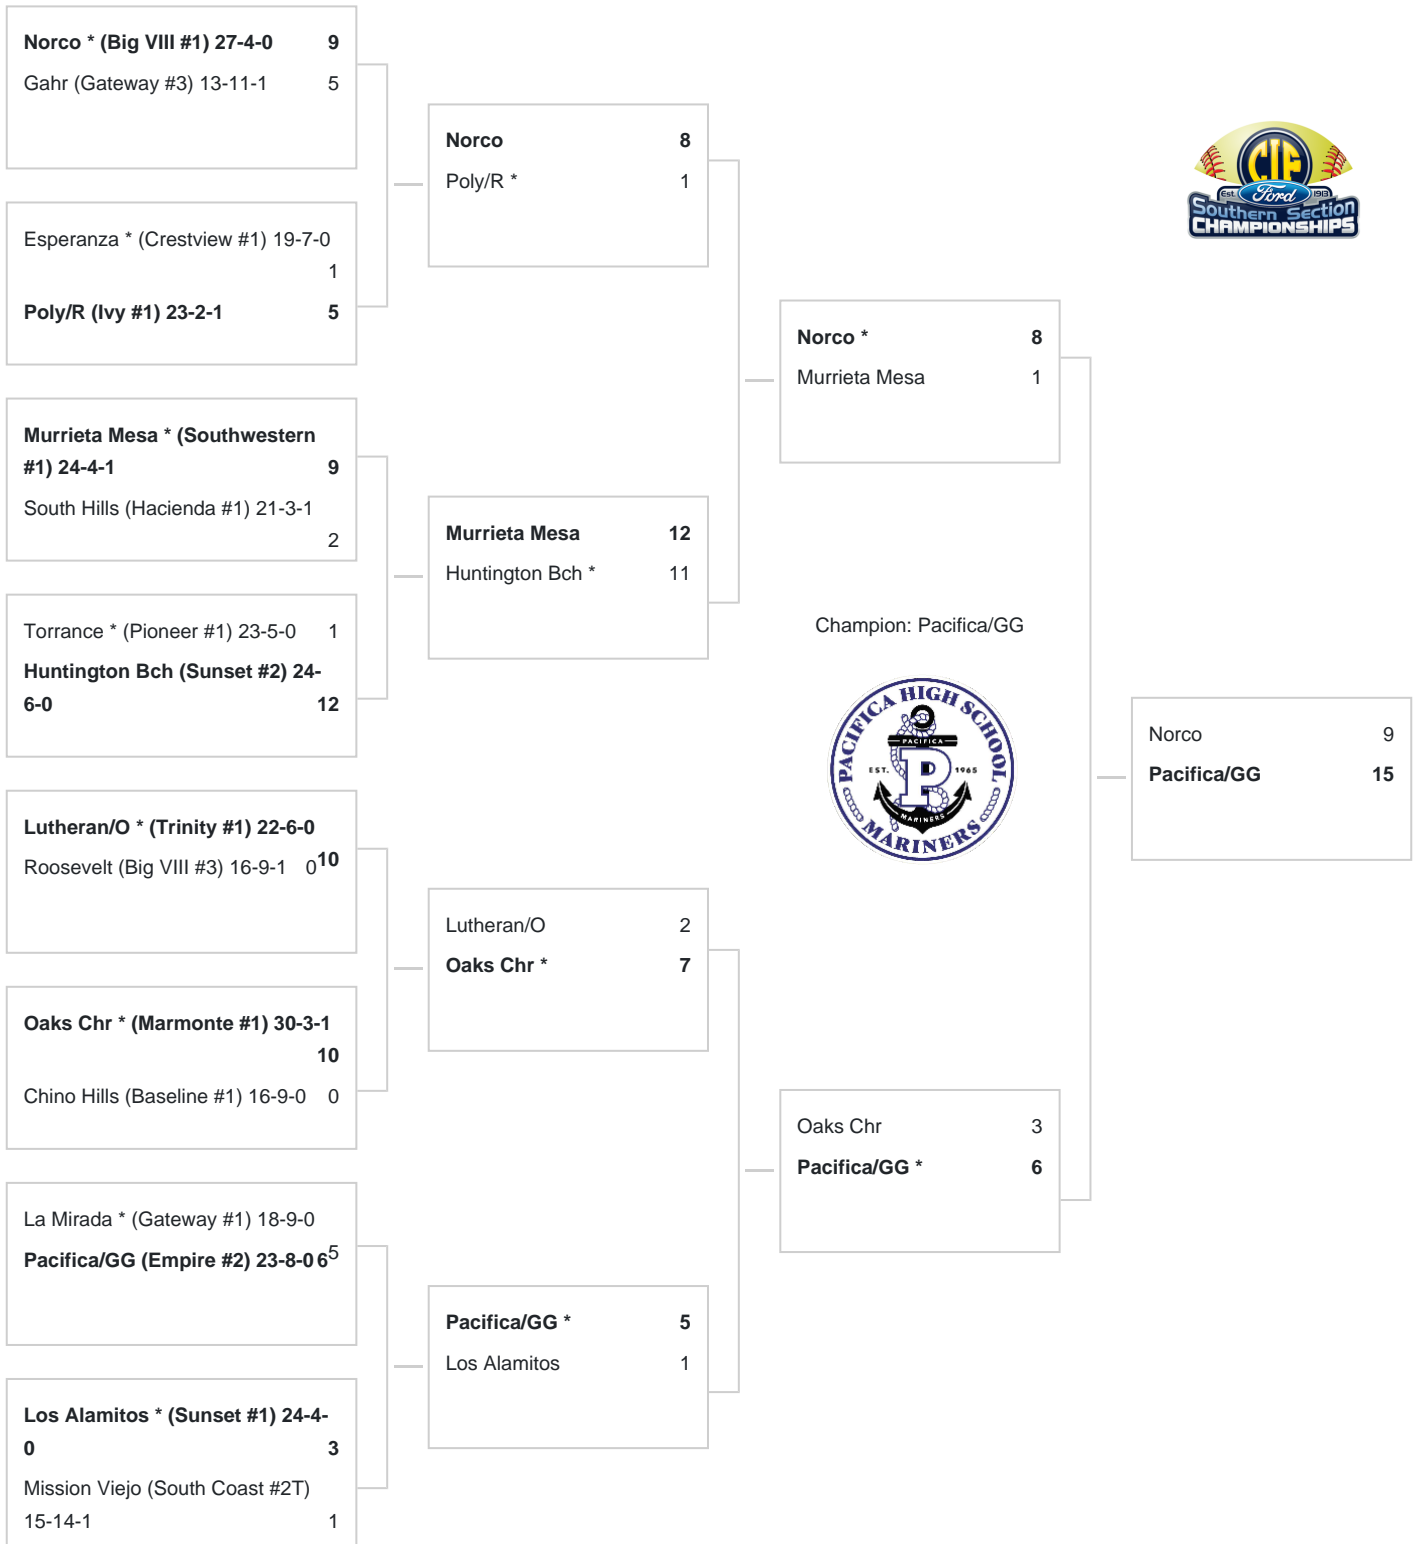 Norco * (Big VIII #1) 27-4-0 9
Gahr (Gateway #3) 13-11-1 5
Esperanza * (Crestview #1) 19-7-0
1
Poly/R (Ivy #1) 23-2-1 5
Murrieta Mesa * (Southwestern
#1) 24-4-1 9
South Hills (Hacienda #1) 21-3-1
2
Torrance * (Pioneer #1) 23-5-0 1
Huntington Bch (Sunset #2) 24-
6-0 12
Lutheran/O * (Trinity #1) 22-6-0
10
Roosevelt (Big VIII #3) 16-9-1 0
Oaks Chr * (Marmonte #1) 30-3-1
10
Chino Hills (Baseline #1) 16-9-0 0
La Mirada * (Gateway #1) 18-9-0
5
Pacifica/GG (Empire #2) 23-8-0 6
Los Alamitos * (Sunset #1) 24-4-
0 3
Mission Viejo (South Coast #2T)
15-14-1 1
Norco 8
Poly/R * 1
Murrieta Mesa 12
Huntington Bch * 11
Lutheran/O 2
Oaks Chr * 7
Pacifica/GG * 5
Los Alamitos 1
Norco * 8
Murrieta Mesa 1
Oaks Chr 3
Pacifica/GG * 6
Norco 9
Pacifica/GG 15
Champion: Pacifica/GG
PACIFICA HIGH SCHOOL
PACIFICA
EST. 1965
P
MARINERS
MARINERS
CIF
Est. Ford 1913
Southern Section
CHAMPIONSHIPS